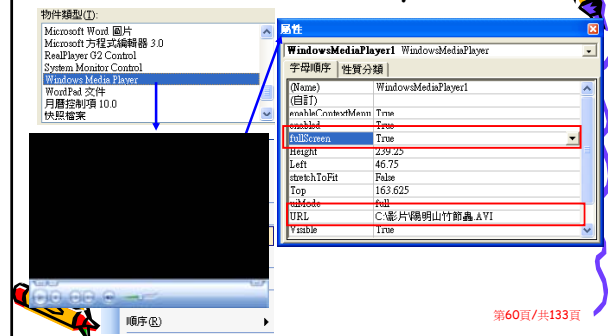 物件類型(T):
Microsoft Word 圖片
Microsoft 方程式編輯器 3.0
RealPlayer G2 Control
System Monitor Control
Windows Media Player
WordPad 文件
月曆控制項 10.0
快照檔案
屬性
WindowsMediaPlayer1 WindowsMediaPlayer
字母順序 性質分類
(Name) WindowsMediaPlayer1
(自訂)
enableContextMenu True
enabled True
fullScreen True
Height 239.25
Left 46.75
stretchToFit False
Top 163.625
uiMode full
URL C:\影片\陽明山竹節蟲.AVI
Visible True
順序(R)
第60頁/共133頁